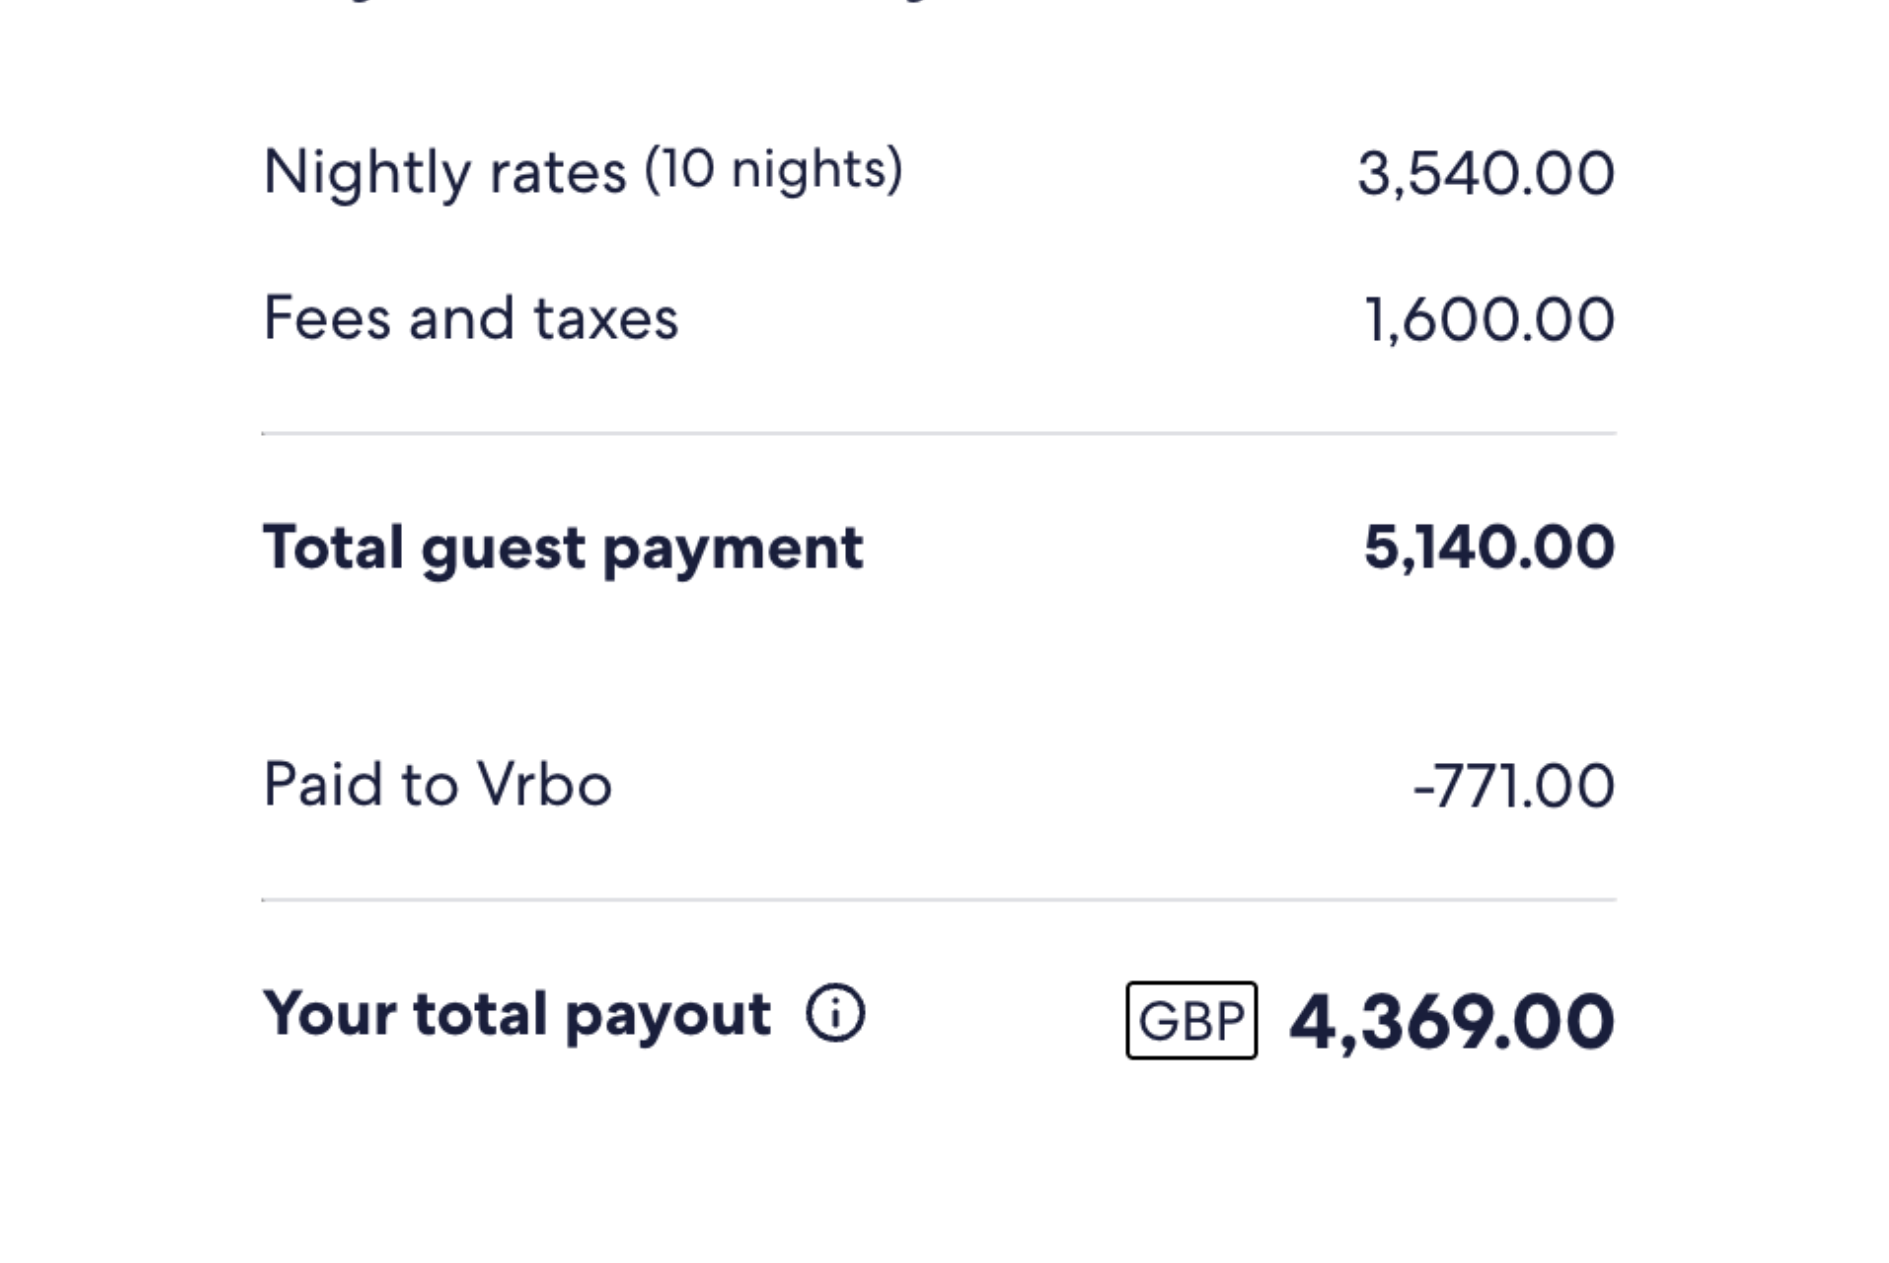 Nightly rates (10 nights) 3,540.00
Fees and taxes 1,600.00
Total guest payment 5,140.00
Paid to Vrbo -771.00
Your total payout GBP 4,369.00